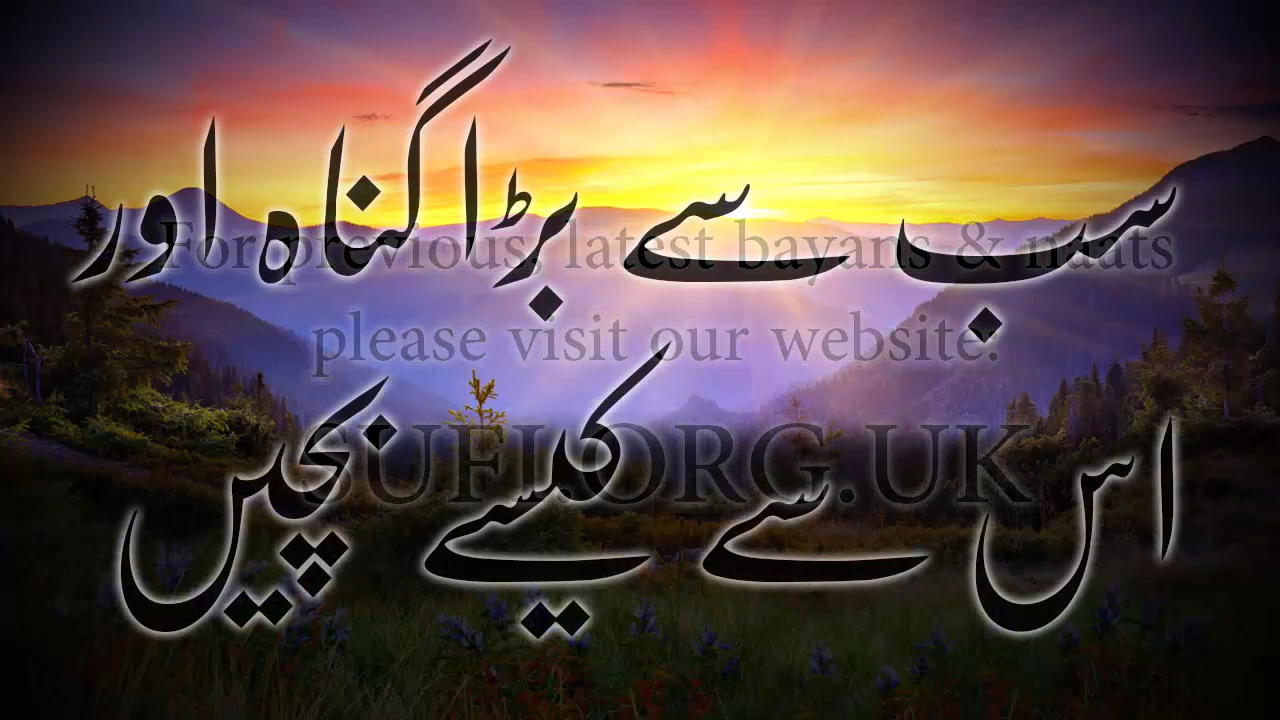 سب سے بڑا گناہ اور
For previous, latest bayans & naats
please visit our website:
SUFI.ORG.UK
اس سے کیسے بچیں